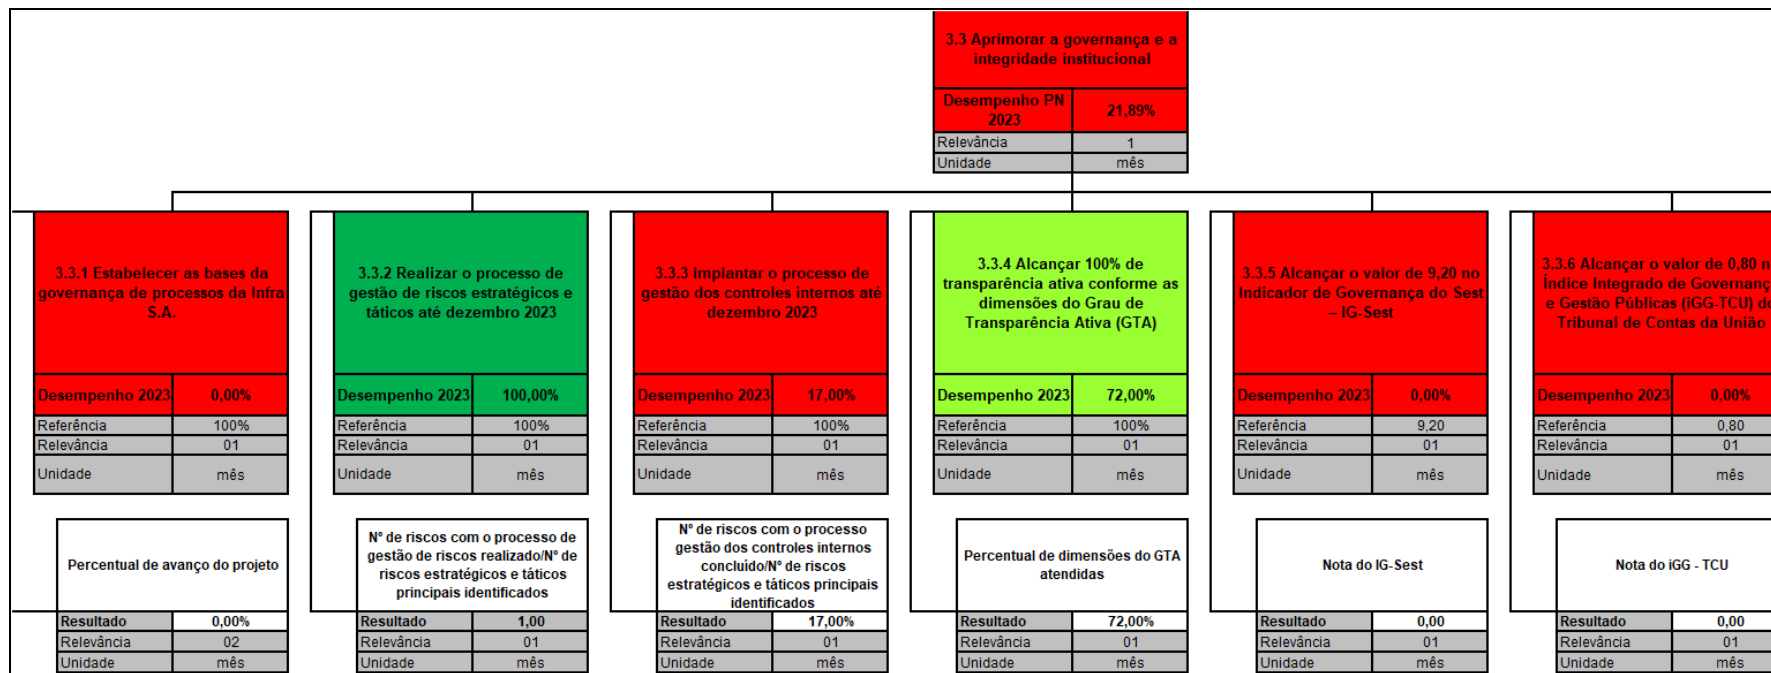 3.3 Aprimorar a governança e a
integridade institucional
Desempenho PN
2023
21,89%
Relevância 1
Unidade mês
3.3.1 Estabelecer as bases da
governança de processos da Infra
S.A.
Desempenho 2023 0,00%
Referência 100%
Relevância 01
Unidade mês
Percentual de avanço do projeto
Resultado 0,00%
Relevância 02
Unidade mês
3.3.2 Realizar o processo de
gestão de riscos estratégicos e
táticos até dezembro 2023
Desempenho 2023 100,00%
Referência 100%
Relevância 01
Unidade mês
Nº de riscos com o processo de
gestão de riscos realizado/Nº de
riscos estratégicos e táticos
principais identificados
Resultado 1,00
Relevância 01
Unidade mês
3.3.3 Implantar o processo de
gestão dos controles internos até
dezembro 2023
Desempenho 2023 17,00%
Referência 100%
Relevância 01
Unidade mês
Nº de riscos com o processo
gestão dos controles internos
concluído/Nº de riscos
estratégicos e táticos principais
identificados
Resultado 17,00%
Relevância 01
Unidade mês
3.3.4 Alcançar 100% de
transparência ativa conforme as
dimensões do Grau de
Transparência Ativa (GTA)
Desempenho 2023 72,00%
Referência 100%
Relevância 01
Unidade mês
Percentual de dimensões do GTA
atendidas
Resultado 72,00%
Relevância 01
Unidade mês
3.3.5 Alcançar o valor de 9,20 no
Indicador de Governança do Sest
– IG-Sest
Desempenho 2023 0,00%
Referência 9,20
Relevância 01
Unidade mês
Nota do IG-Sest
Resultado 0,00
Relevância 01
Unidade mês
3.3.6 Alcançar o valor de 0,80 n
Índice Integrado de Governanç
e Gestão Públicas (iGG-TCU) d
Tribunal de Contas da União
Desempenho 2023 0,00%
Referência 0,80
Relevância 01
Unidade mês
Nota do iGG - TCU
Resultado 0,00
Relevância 01
Unidade mês